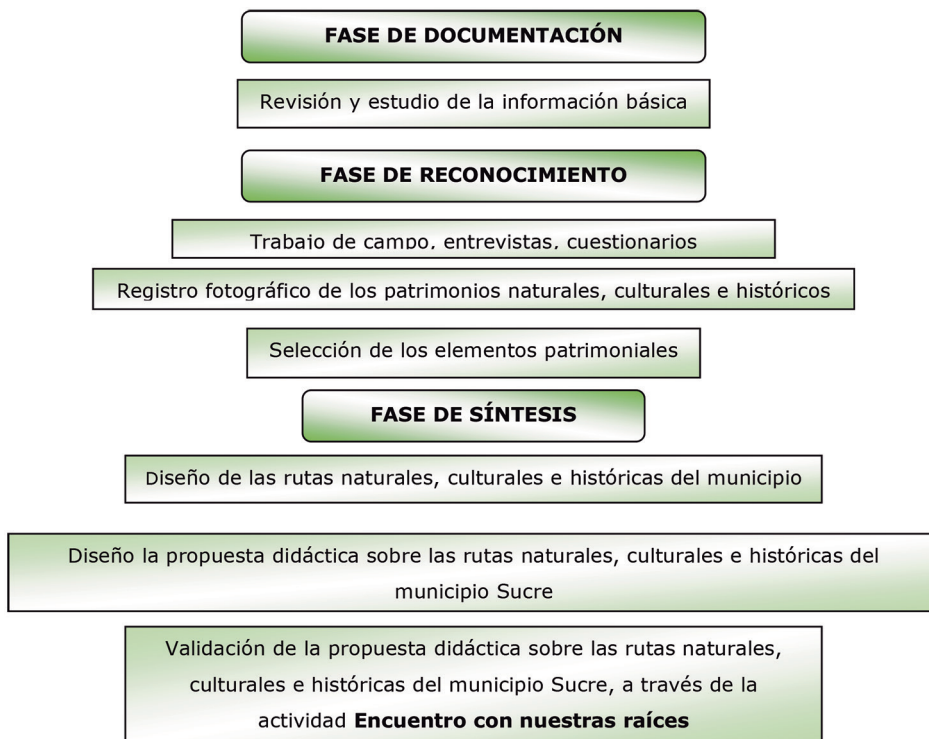 FASE DE DOCUMENTACIÓN
Revisión y estudio de la información básica
FASE DE RECONOCIMIENTO
Trabajo de campo, entrevistas, cuestionarios
Registro fotográfico de los patrimonios naturales, culturales e históricos
Selección de los elementos patrimoniales
FASE DE SÍNTESIS
Diseño de las rutas naturales, culturales e históricas del municipio
Diseño la propuesta didáctica sobre las rutas naturales, culturales e históricas del
municipio Sucre
Validación de la propuesta didáctica sobre las rutas naturales,
culturales e históricas del municipio Sucre, a través de la
actividad Encuentro con nuestras raíces